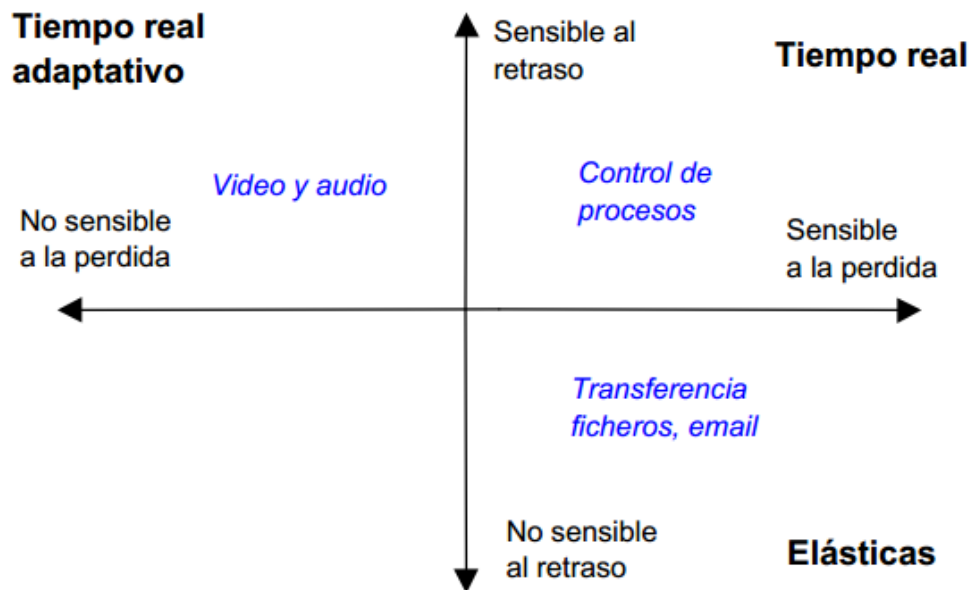 Tiempo real
adaptativo
Sensible al
retraso
Tiempo real
Video y audio
Control de
procesos
No sensible
a la perdida
Sensible
a la perdida
Transferencia
ficheros, email
No sensible
al retraso
Elásticas